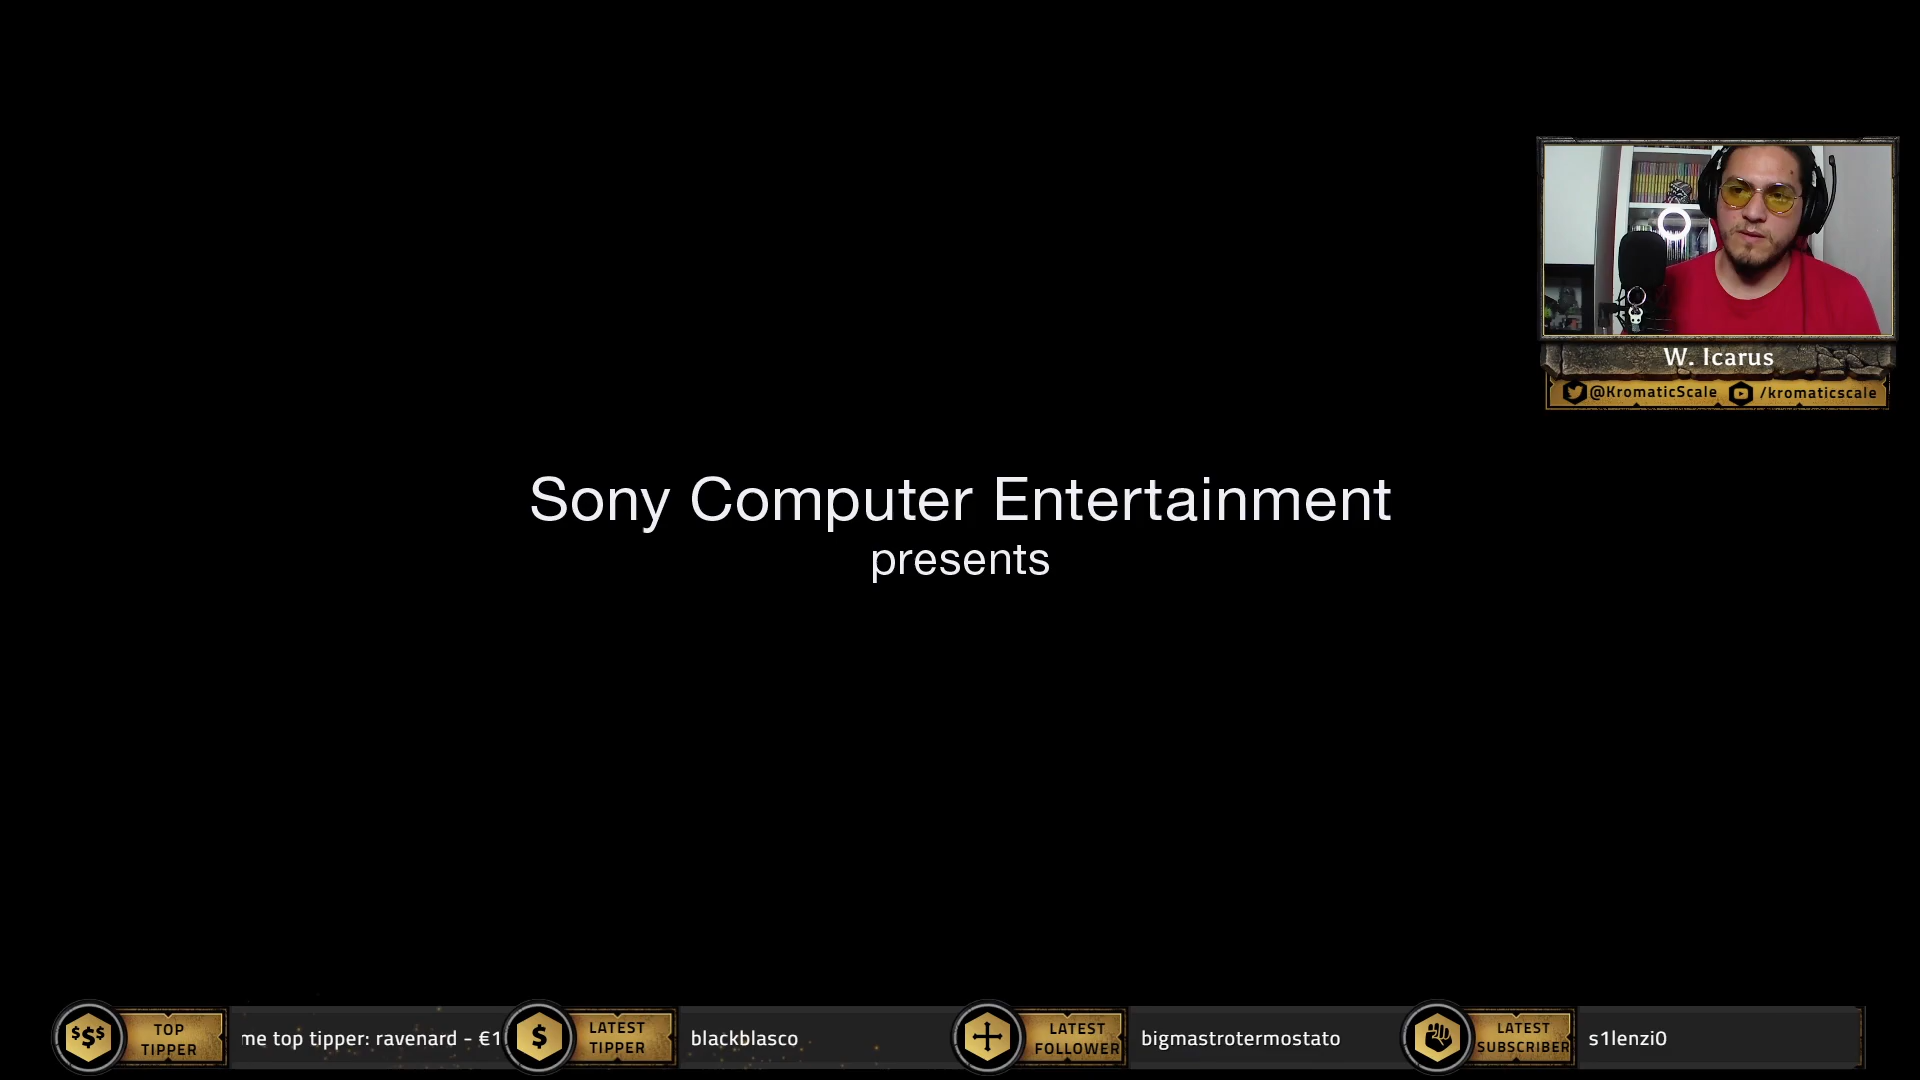 W. Icarus
@KromaticScale /kromaticscale
Sony Computer Entertainment
presents
$$$ TOP TIPPER
me top tipper: ravenard - €1
$ LATEST TIPPER
blackblasco
LATEST FOLLOWER
bigmastrotermostato
LATEST SUBSCRIBER
s1lenzi0